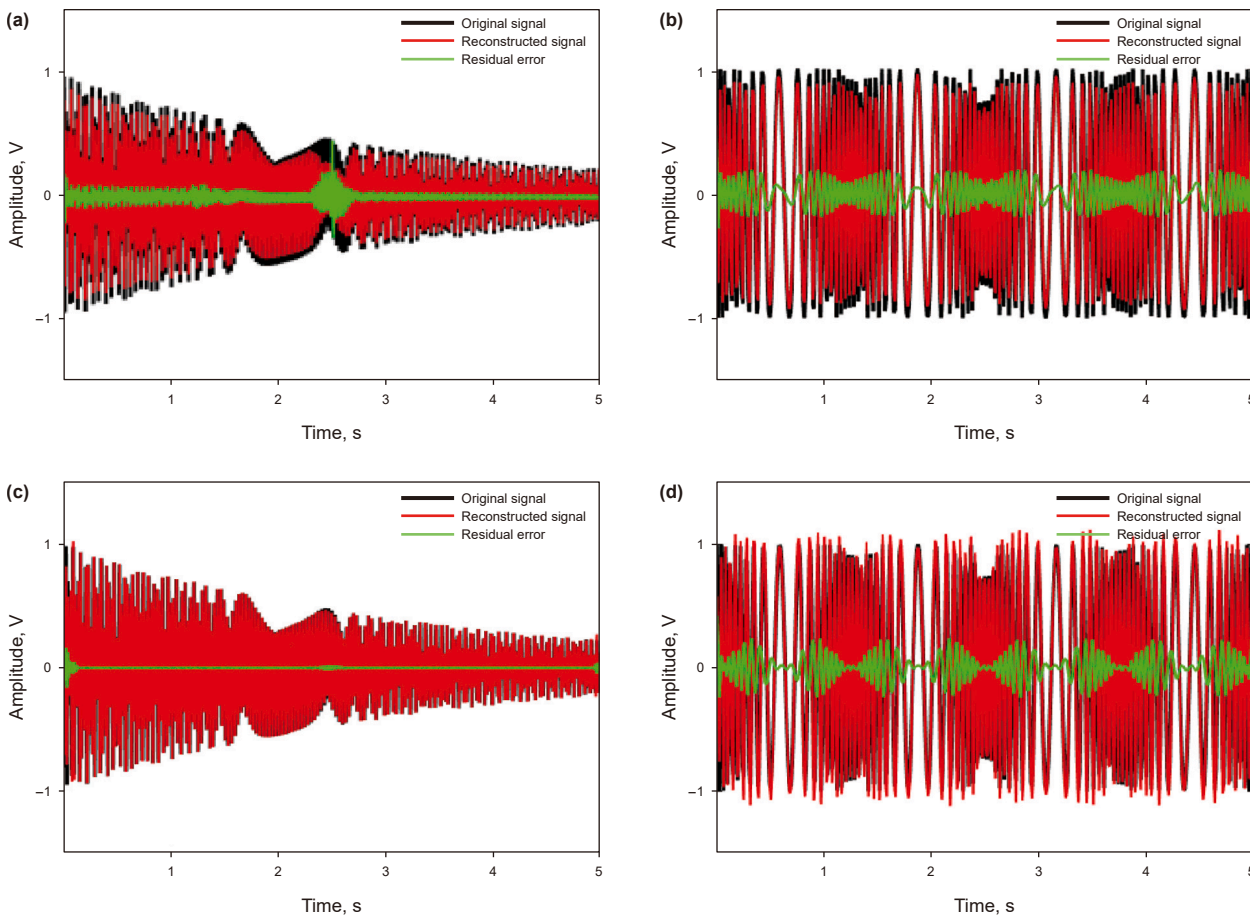 (a)
Original signal
Reconstructed signal
Residual error
1
0
−1
Amplitude, V
1
2
3
4
5
Time, s
(b)
Original signal
Reconstructed signal
Residual error
1
0
−1
Amplitude, V
1
2
3
4
5
Time, s
(c)
Original signal
Reconstructed signal
Residual error
1
0
−1
Amplitude, V
1
2
3
4
5
Time, s
(d)
Original signal
Reconstructed signal
Residual error
1
0
−1
Amplitude, V
1
2
3
4
5
Time, s